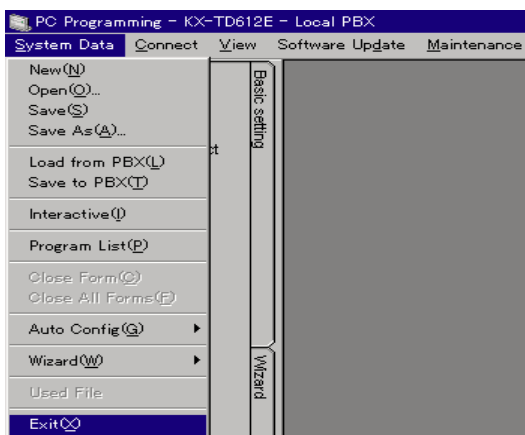 PC Programming - KX-TD612E - Local PBX
System Data Connect View Software Update Maintenance
New(N)
Open(O)...
Save(S)
Save As(A)...
Load from PBX(L)
Save to PBX(T)
Interactive(I)
Program List(P)
Close Form(C)
Close All Forms(F)
Auto Config(G)
Wizard(W)
Used File
Exit(X)
ct
Basic setting
Wizard